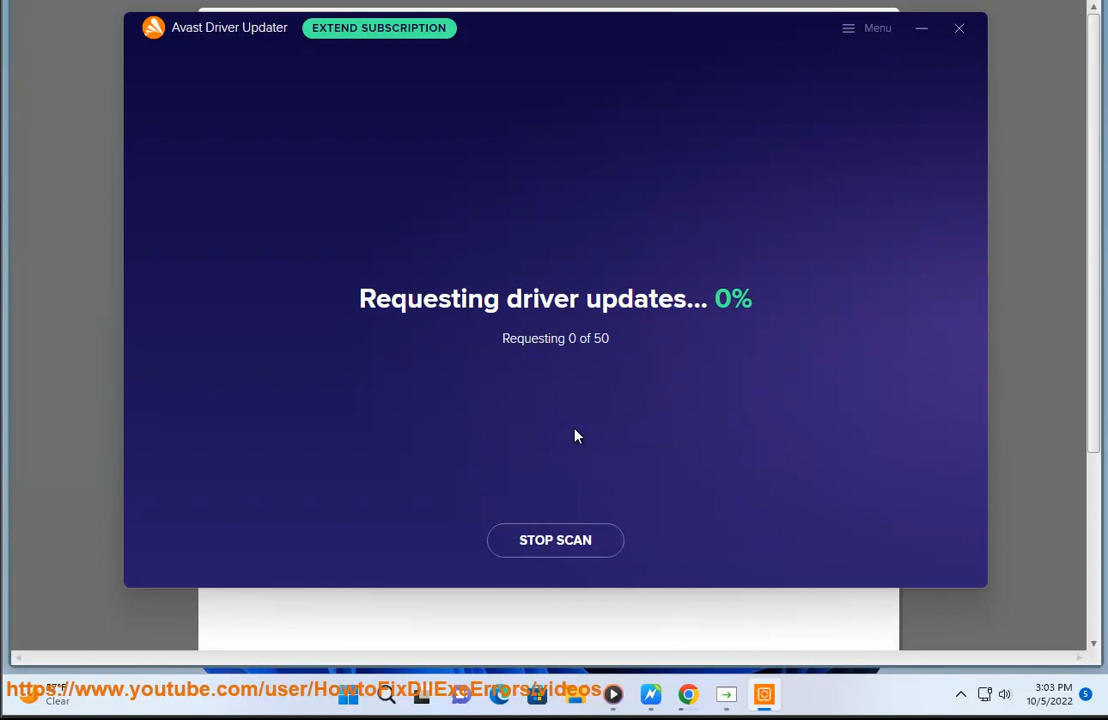 Avast Driver Updater
EXTEND SUBSCRIPTION
Menu
Requesting driver updates... 0%
Requesting 0 of 50
STOP SCAN
https://www.youtube.com/user/HowtoFixDllExeErrors/videos
Clear
3:03 PM
10/5/2022
5